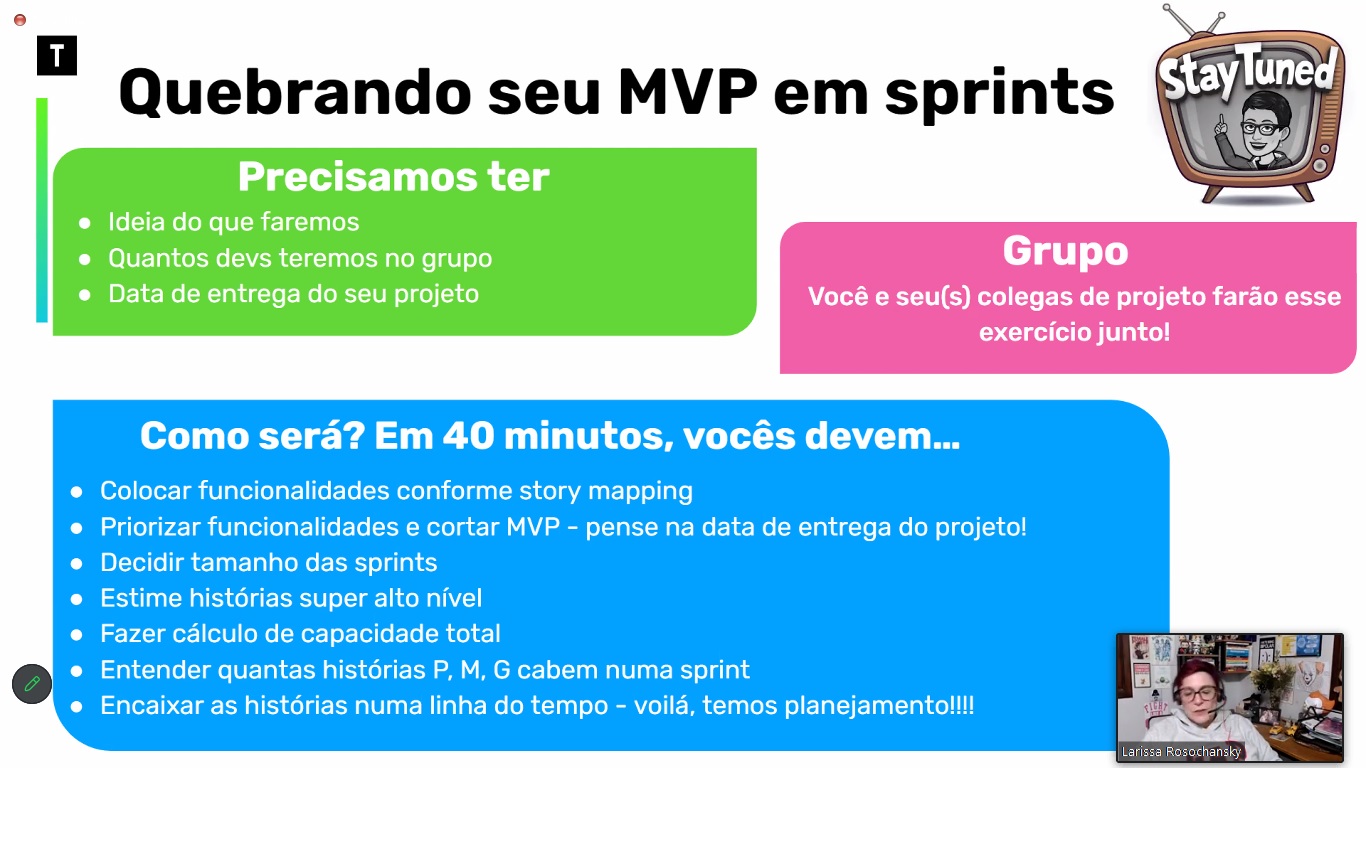 T
StayTuned
Quebrando seu MVP em sprints
Precisamos ter
● Ideia do que faremos
● Quantos devs teremos no grupo
● Data de entrega do seu projeto
Grupo
Você e seu(s) colegas de projeto farão esse
exercício junto!
Como será? Em 40 minutos, vocês devem...
● Colocar funcionalidades conforme story mapping
● Priorizar funcionalidades e cortar MVP - pense na data de entrega do projeto!
● Decidir tamanho das sprints
● Estime histórias super alto nível
● Fazer cálculo de capacidade total
● Entender quantas histórias P, M, G cabem numa sprint
● Encaixar as histórias numa linha do tempo - voilá, temos planejamento!!!!
FIGHT
Larissa Rosochansky